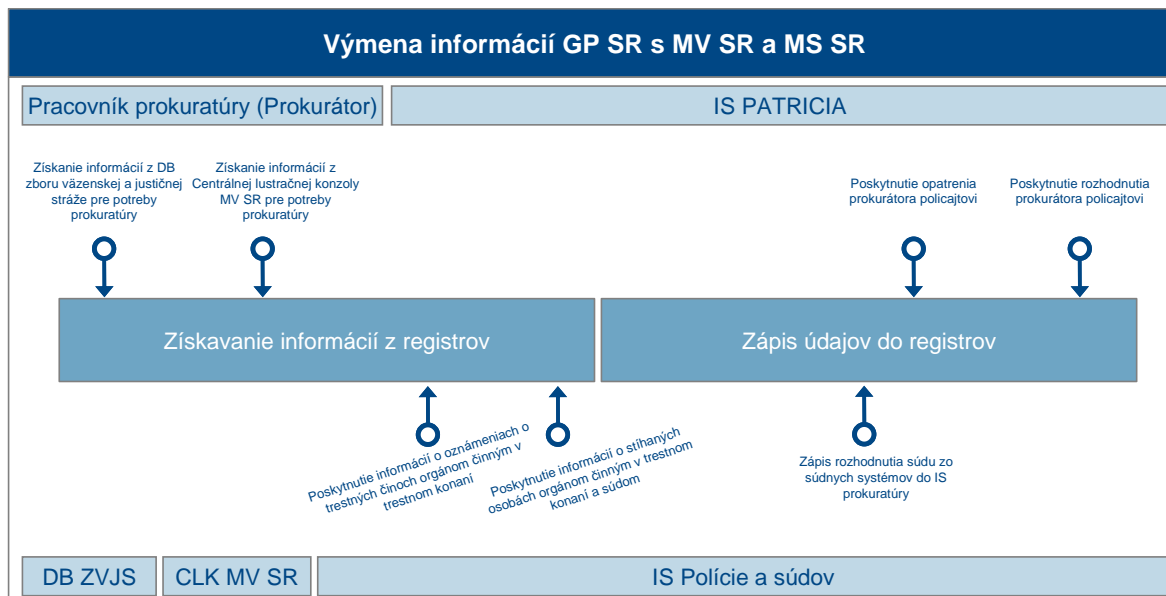 Výmena informácií GP SR s MV SR a MS SR
Pracovník prokuratúry (Prokurátor)
IS PATRICIA
Získanie informácií z DB
zboru väzenskej a justičnej
stráže pre potreby
prokuratúry
Získanie informácií z
Centrálnej lustračnej konzoly
MV SR pre potreby
prokuratúry
Poskytnutie opatrenia
prokurátora policajtovi
Poskytnutie rozhodnutia
prokurátora policajtovi
Získavanie informácií z registrov
Zápis údajov do registrov
Poskytnutie informácií o oznámeniach o
trestných činoch orgánom činným v
trestnom konaní
Poskytnutie informácií o stíhaných
osobách orgánom činným v trestnom
konaní a súdom
Zápis rozhodnutia súdu zo
súdnych systémov do IS
prokuratúry
DB ZVJS
CLK MV SR
IS Polície a súdov